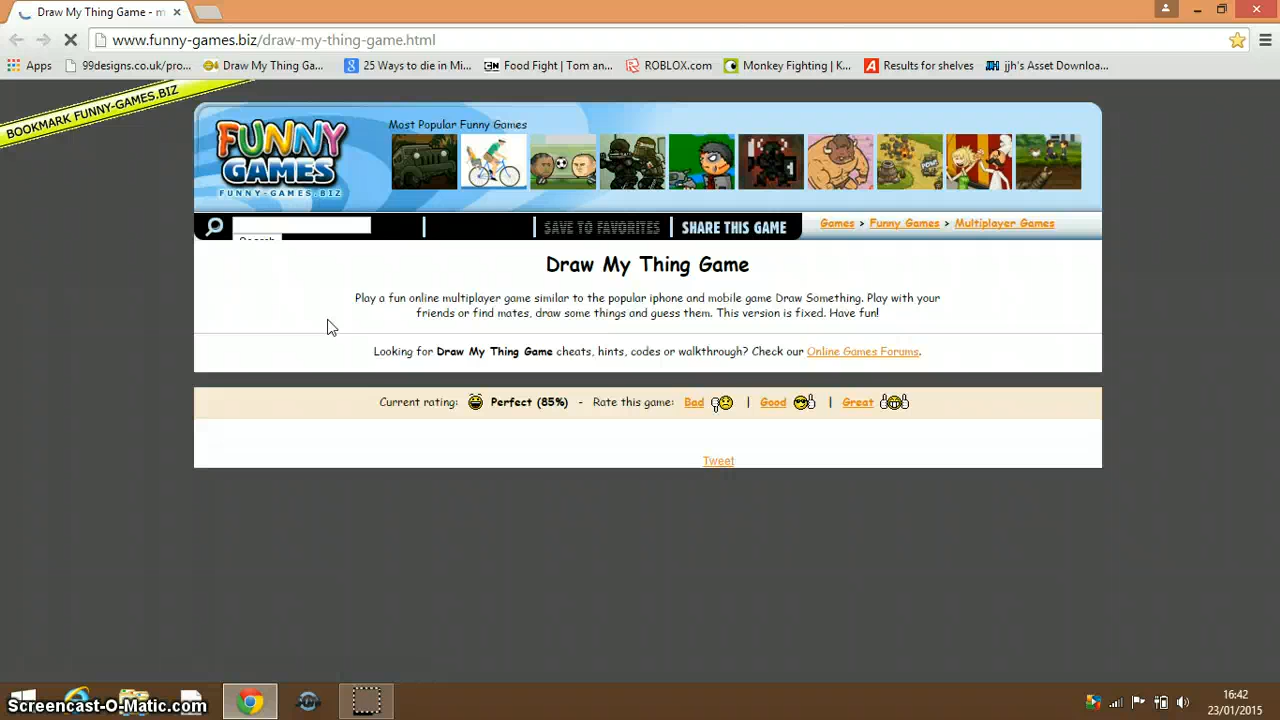 Draw My Thing Game - m
www.funny-games.biz/draw-my-thing-game.html
Apps
99designs.co.uk/pro...
Draw My Thing Ga...
25 Ways to die in Mi...
Food Fight | Tom an...
ROBLOX.com
Monkey Fighting | K...
Results for shelves
jjh's Asset Downloa...
BOOKMARK FUNNY-GAMES.BIZ
FUNNY
GAMES
FUNNY-GAMES.BIZ
Most Popular Funny Games
Search
SAVE TO FAVORITES
SHARE THIS GAME
Games > Funny Games > Multiplayer Games
Draw My Thing Game
Play a fun online multiplayer game similar to the popular iphone and mobile game Draw Something. Play with your
friends or find mates, draw some things and guess them. This version is fixed. Have fun!
Looking for Draw My Thing Game cheats, hints, codes or walkthrough? Check our Online Games Forums.
Current rating: Perfect (85%) - Rate this game: Bad | Good | Great
Tweet
Screencast-O-Matic.com
16:42
23/01/2015